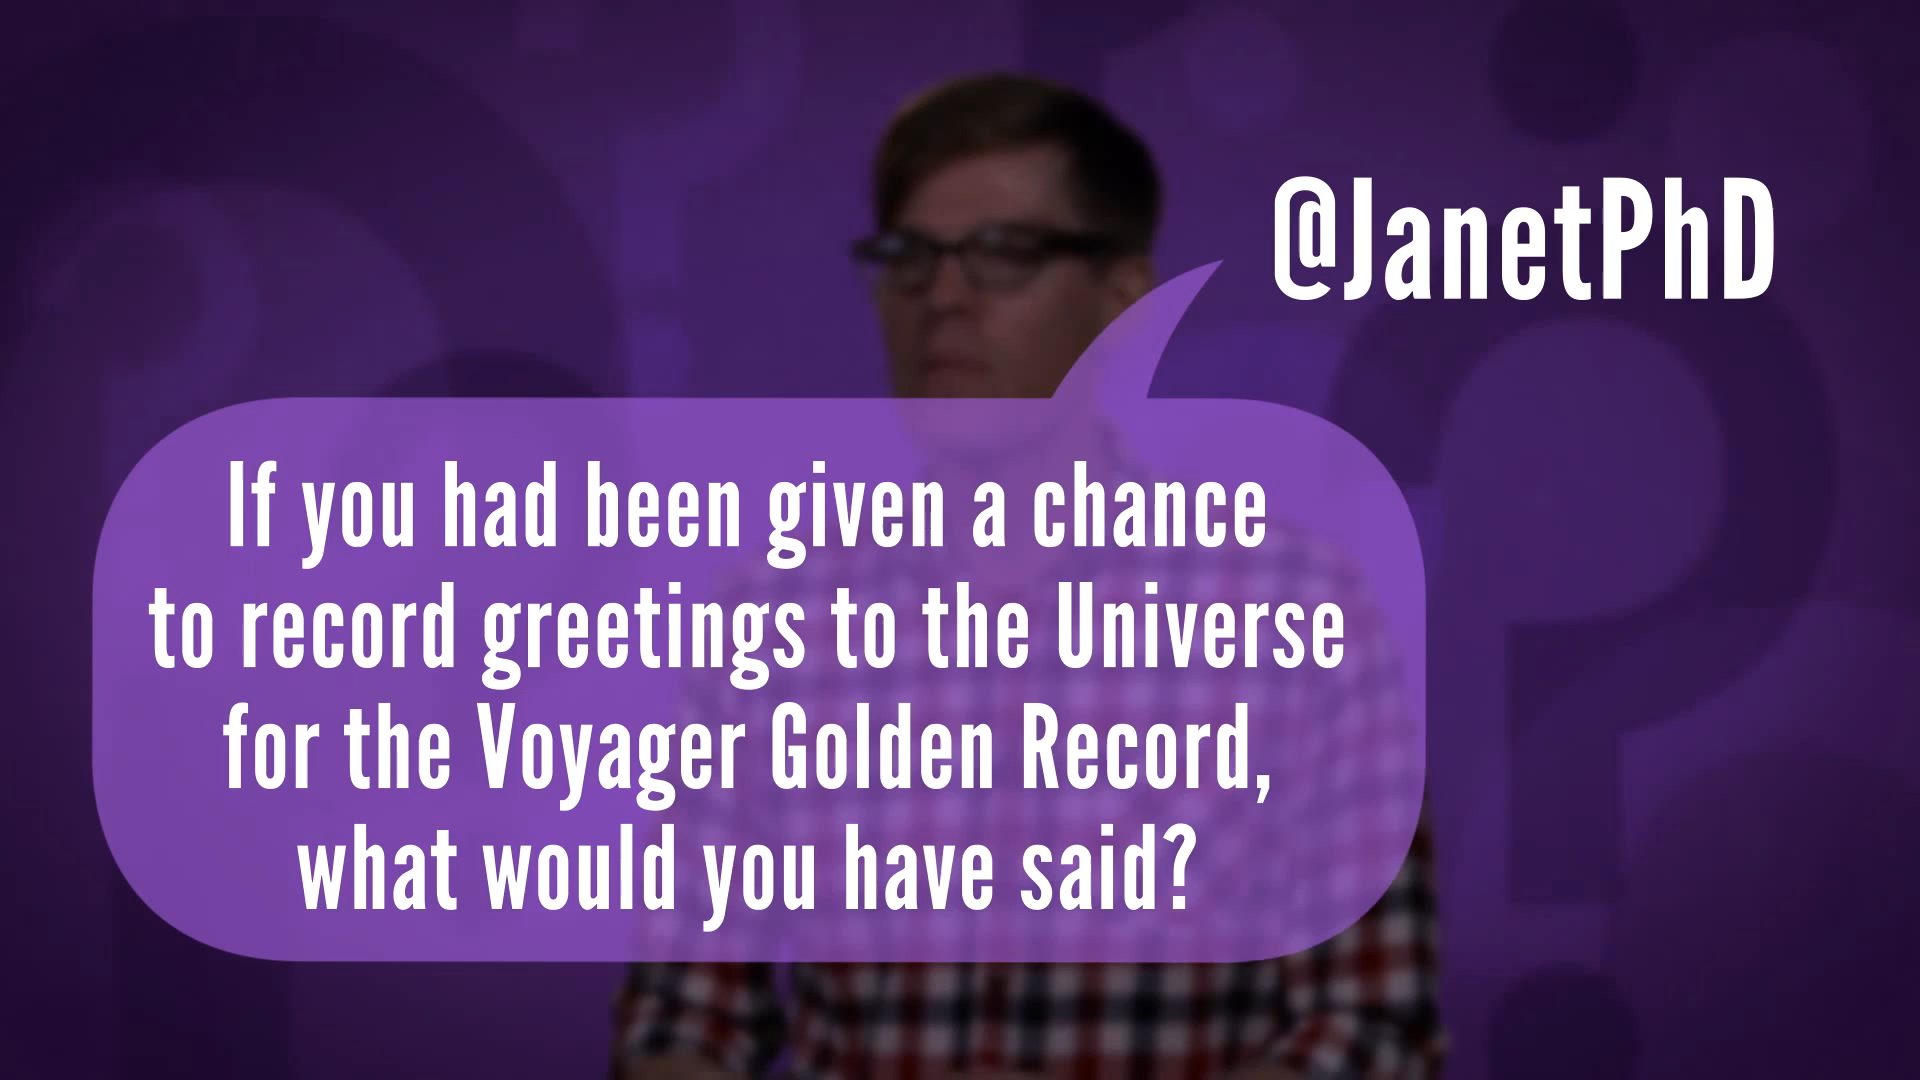 @JanetPhD
If you had been given a chance
to record greetings to the Universe
for the Voyager Golden Record,
what would you have said?